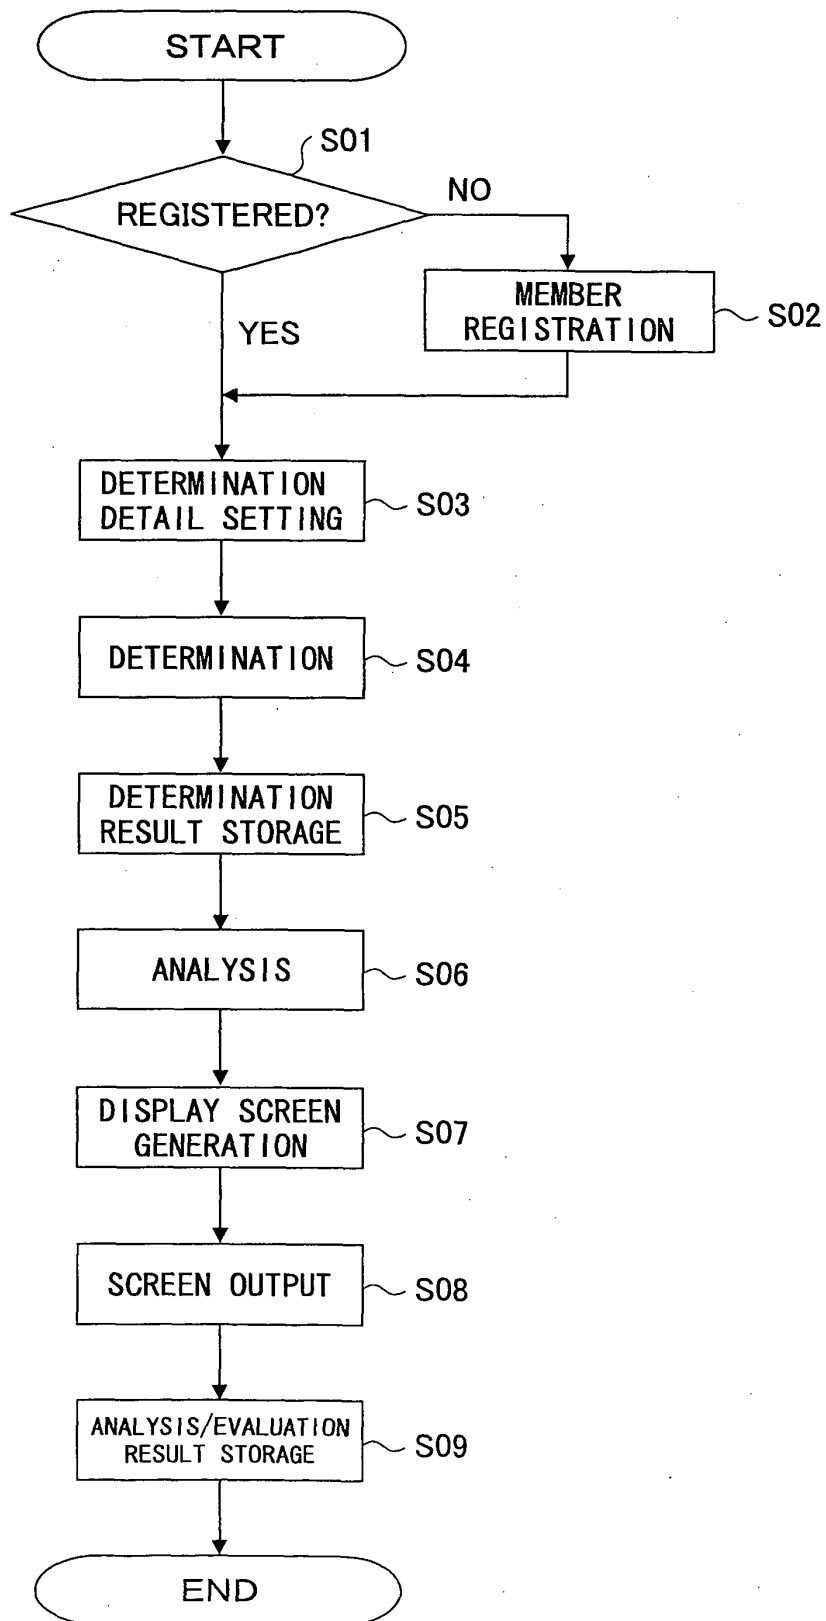 START
S01
REGISTERED?
NO
MEMBER
REGISTRATION
S02
YES
DETERMINATION
DETAIL SETTING
S03
DETERMINATION
S04
DETERMINATION
RESULT STORAGE
S05
ANALYSIS
S06
DISPLAY SCREEN
GENERATION
S07
SCREEN OUTPUT
S08
ANALYSIS/EVALUATION
RESULT STORAGE
S09
END